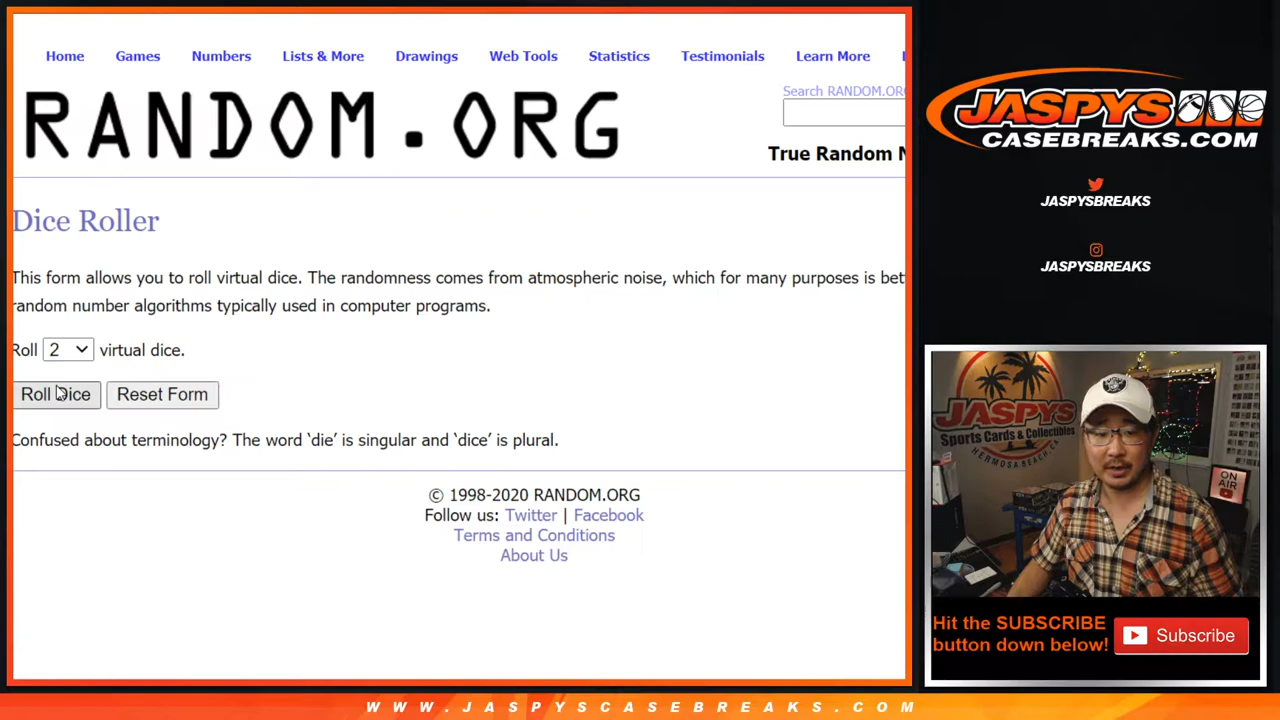 Home Games Numbers Lists & More Drawings Web Tools Statistics Testimonials Learn More
RANDOM.ORG
Search RANDOM.ORG
True Random N
Dice Roller
This form allows you to roll virtual dice. The randomness comes from atmospheric noise, which for many purposes is bet
random number algorithms typically used in computer programs.
Roll 2 virtual dice.
Roll Dice Reset Form
Confused about terminology? The word ‘die’ is singular and ‘dice’ is plural.
© 1998-2020 RANDOM.ORG
Follow us: Twitter | Facebook
Terms and Conditions
About Us
JASPYS
CASEBREAKS.COM
JASPYSBREAKS
JASPYSBREAKS
JASPYS
Sports Cards & Collectibles
HERMOSA BEACH, CA
ON AIR
Hit the SUBSCRIBE
button down below!
Subscribe
WWW.JASPYSCASEBREAKS.COM